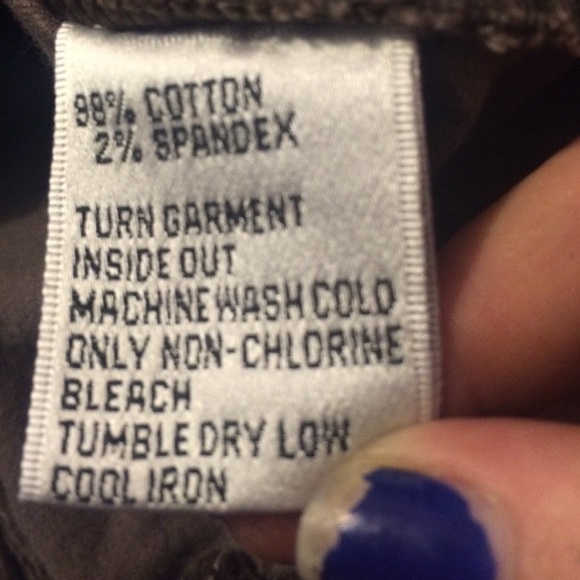 98% COTTON
2% SPANDEX
TURN GARMENT
INSIDE OUT
MACHINE WASH COLD
ONLY NON-CHLORINE
BLEACH
TUMBLE DRY LOW
COOL IRON